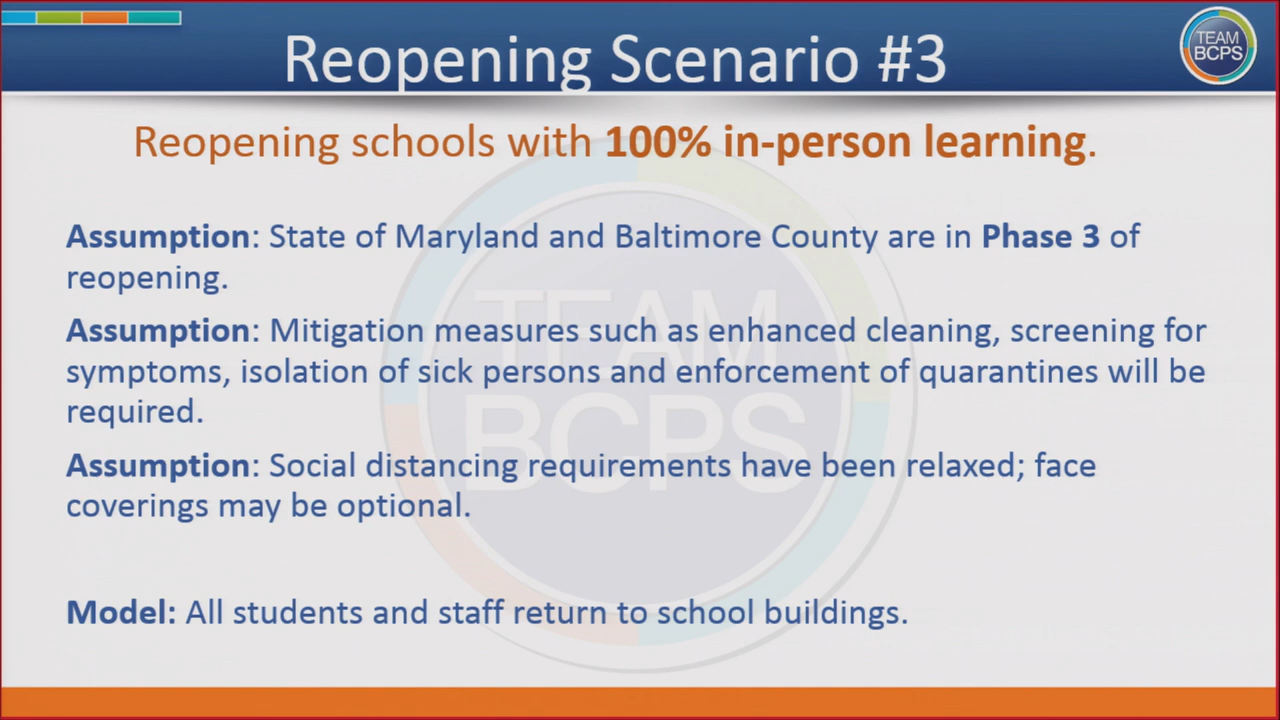 Reopening Scenario #3
TEAM
BCPS
Reopening schools with 100% in-person learning.
Assumption: State of Maryland and Baltimore County are in Phase 3 of
reopening.
Assumption: Mitigation measures such as enhanced cleaning, screening for
symptoms, isolation of sick persons and enforcement of quarantines will be
required.
Assumption: Social distancing requirements have been relaxed; face
coverings may be optional.
Model: All students and staff return to school buildings.
TEAM
BCPS